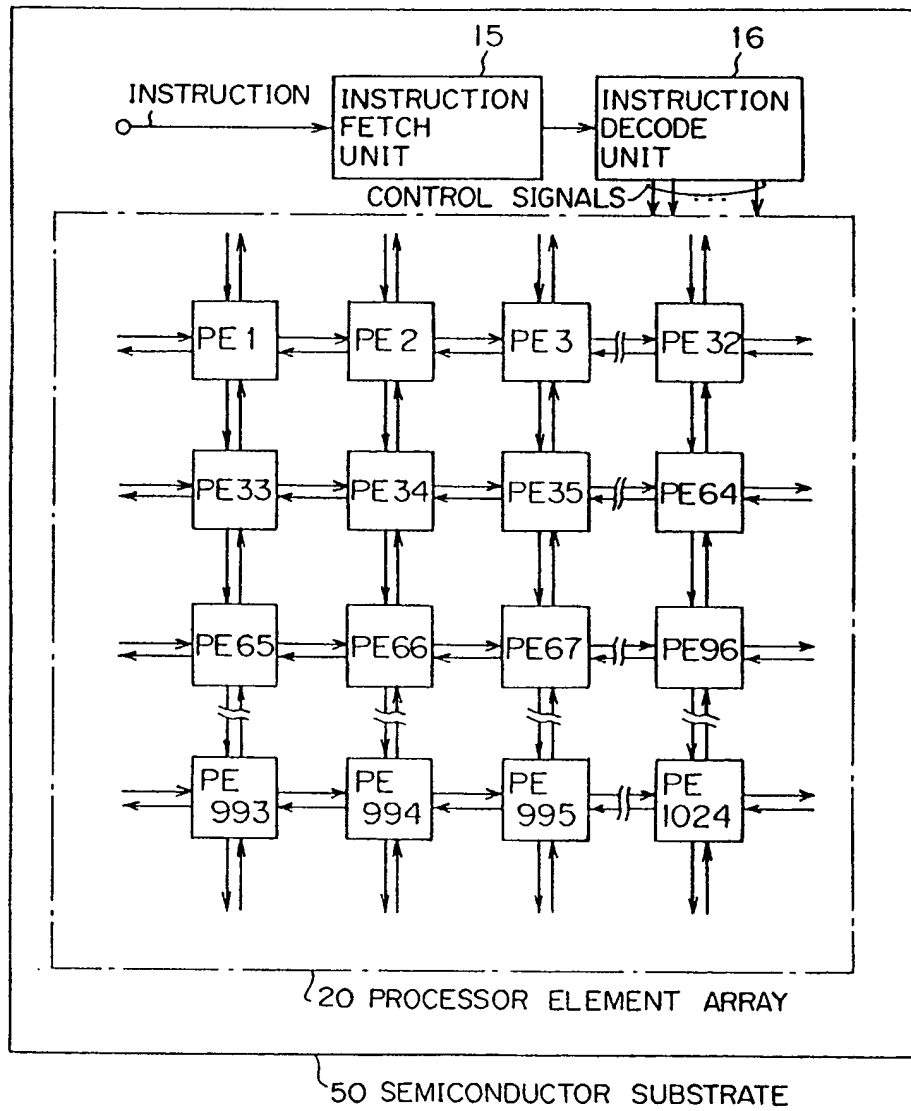 15
16
INSTRUCTION
INSTRUCTION
FETCH
UNIT
INSTRUCTION
DECODE
UNIT
CONTROL SIGNALS
...
PE1
PE2
PE3
PE32
PE33
PE34
PE35
PE64
PE65
PE66
PE67
PE96
PE
993
PE
994
PE
995
PE
1024
20 PROCESSOR ELEMENT ARRAY
50 SEMICONDUCTOR SUBSTRATE